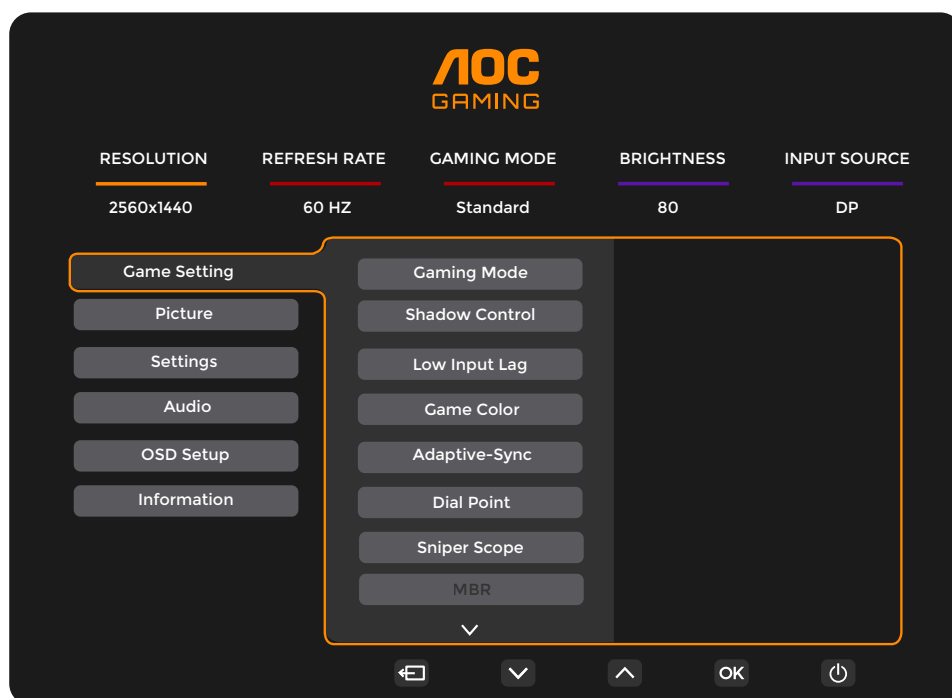 AOC
GAMING
RESOLUTION REFRESH RATE GAMING MODE BRIGHTNESS INPUT SOURCE
2560x1440 60 HZ Standard 80 DP
Game Setting
Picture
Settings
Audio
OSD Setup
Information
Gaming Mode
Shadow Control
Low Input Lag
Game Color
Adaptive-Sync
Dial Point
Sniper Scope
MBR
OK